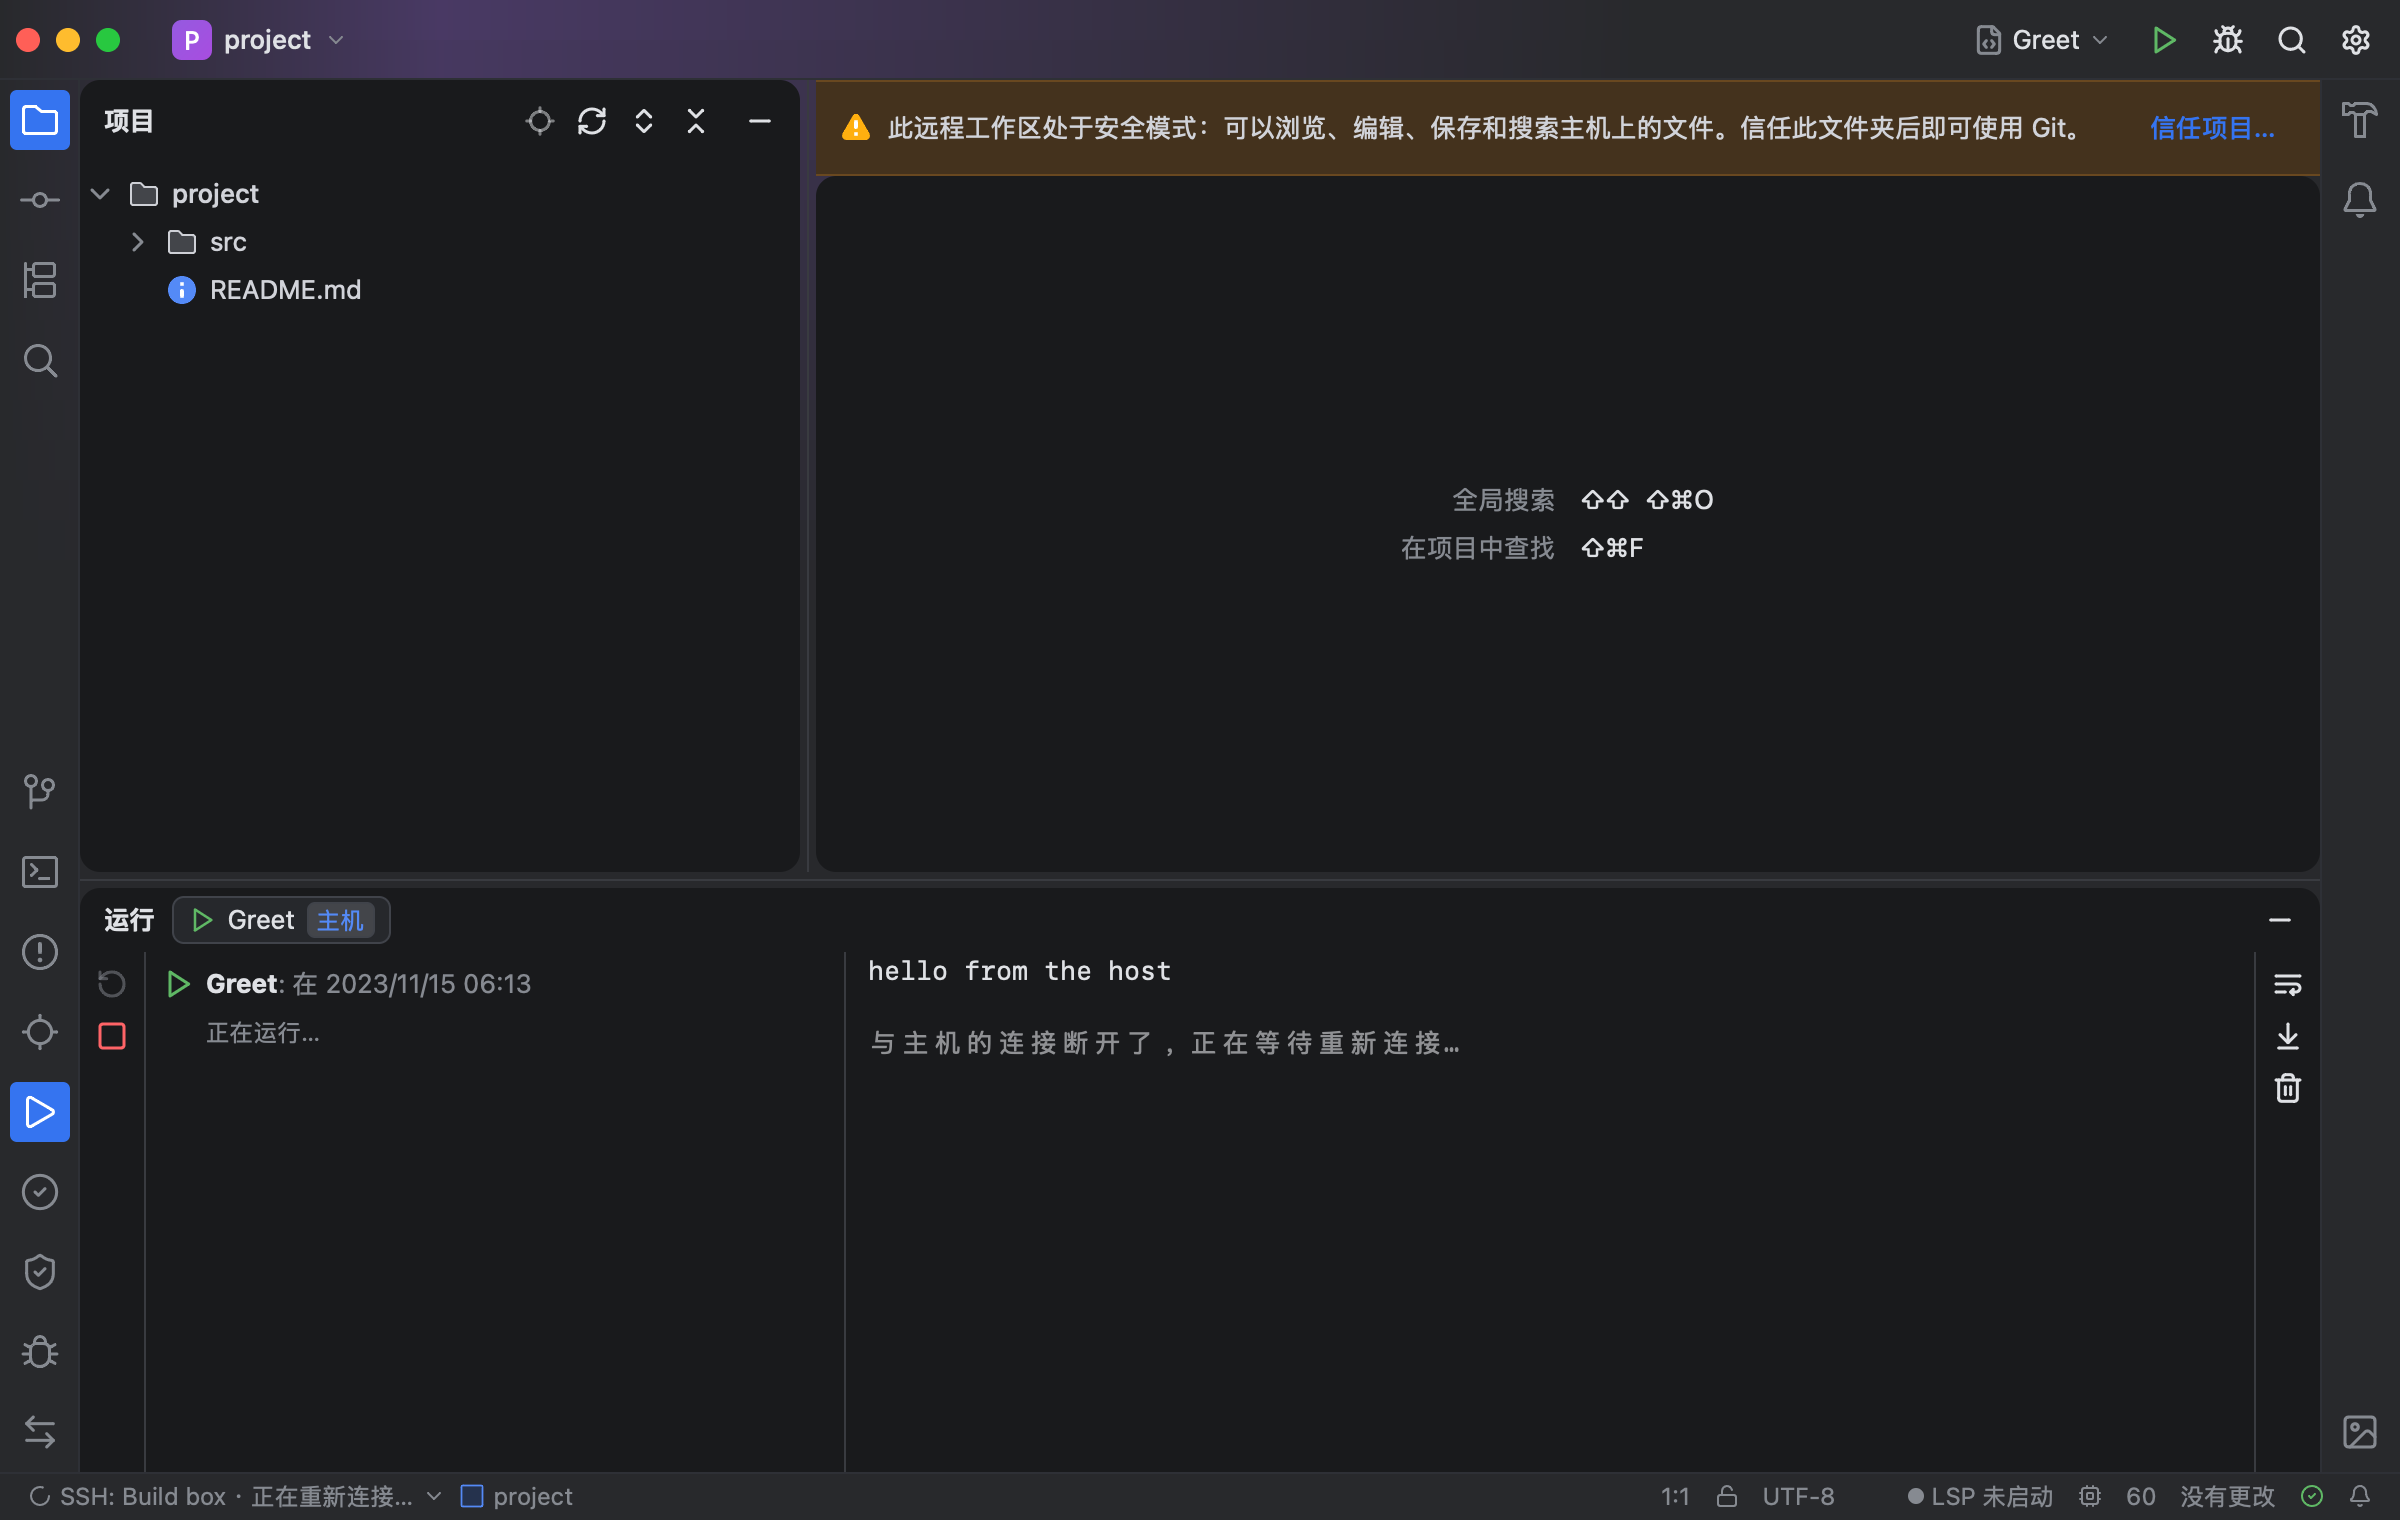 P project
Greet
项目
此远程工作区处于安全模式：可以浏览、编辑、保存和搜索主机上的文件。信任此文件夹后即可使用 Git。
信任项目...
project
src
README.md
全局搜索 ⇧⇧ ⇧⌘O
在项目中查找 ⇧⌘F
运行 Greet 主机
Greet: 在 2023/11/15 06:13
正在运行...
hello from the host
与主机的连接断开了，正在等待重新连接…
SSH: Build box · 正在重新连接... project
1:1 UTF-8 LSP 未启动 60 没有更改